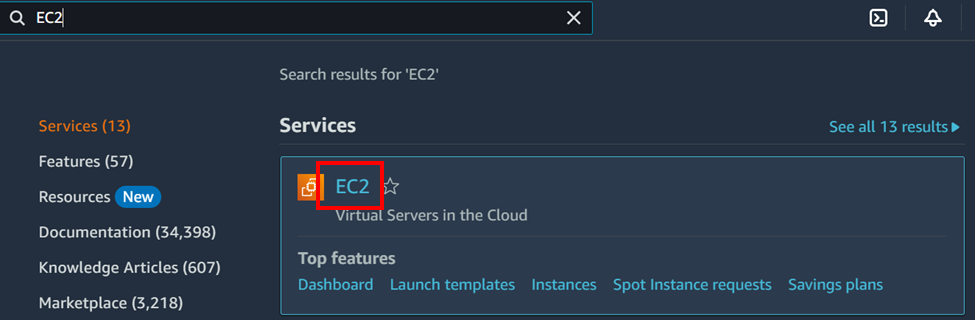 EC2
Search results for 'EC2'
Services (13)
Features (57)
Resources New
Documentation (34,398)
Knowledge Articles (607)
Marketplace (3,218)
Services
See all 13 results
EC2
Virtual Servers in the Cloud
Top features
Dashboard Launch templates Instances Spot Instance requests Savings plans